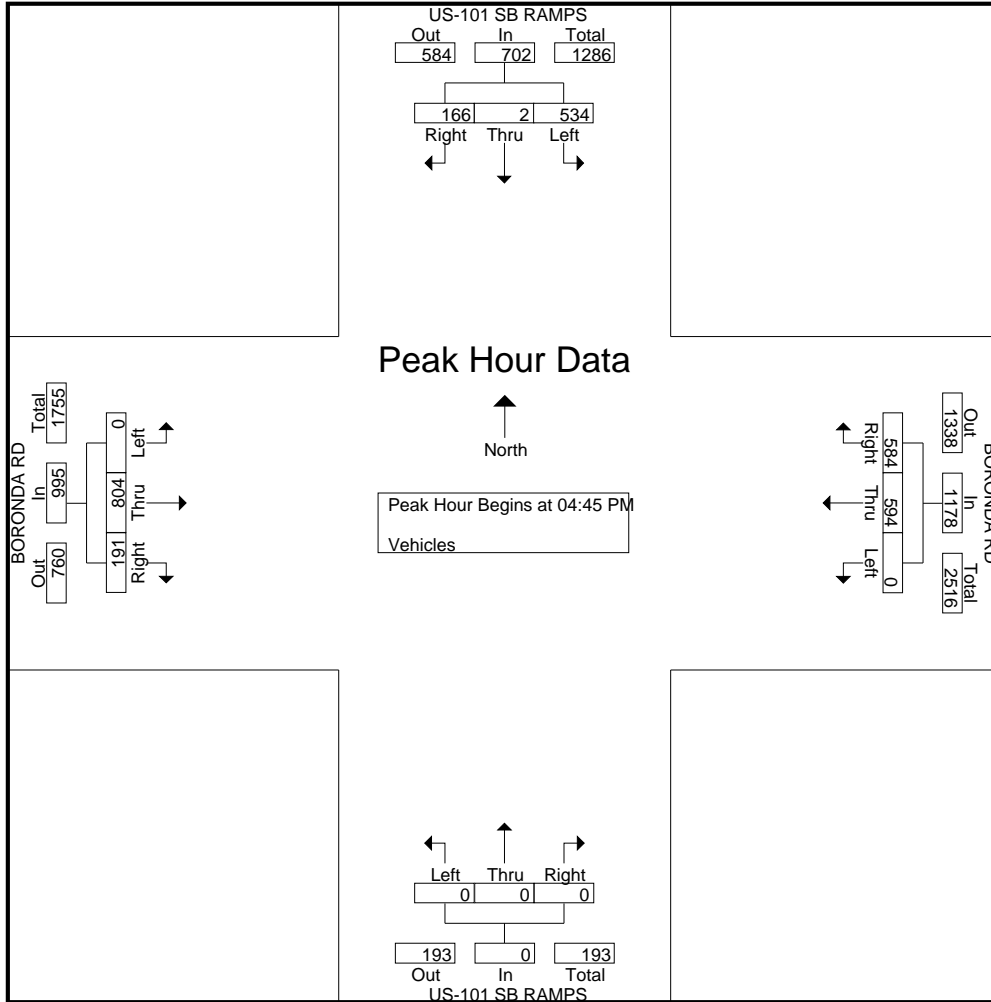 US-101 SB RAMPS
Out In Total
584 702 1286
166 2 534
Right Thru Left
Peak Hour Data
North
Peak Hour Begins at 04:45 PM
Vehicles
BORONDA RD
Total In Out
1755 995 760
0 804 191
Left Thru Right
BORONDA RD
Out In Total
1338 1178 2516
584 594 0
Right Thru Left
Left Thru Right
0 0 0
193 0 193
Out In Total
US-101 SB RAMPS